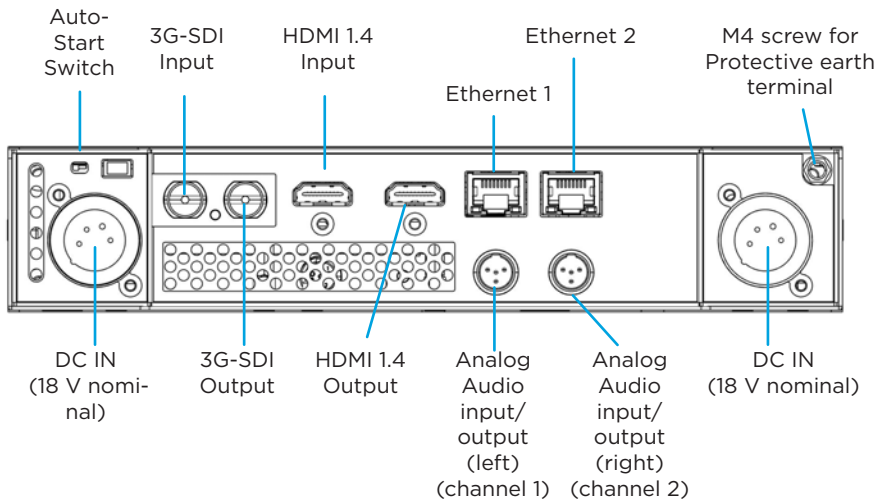 Auto-
Start
Switch
3G-SDI
Input
HDMI 1.4
Input
Ethernet 1
Ethernet 2
M4 screw for
Protective earth
terminal
DC IN
(18 V nomi-
nal)
3G-SDI
Output
HDMI 1.4
Output
Analog
Audio
input/
output
(left)
(channel 1)
Analog
Audio
input/
output
(right)
(channel 2)
DC IN
(18 V nominal)